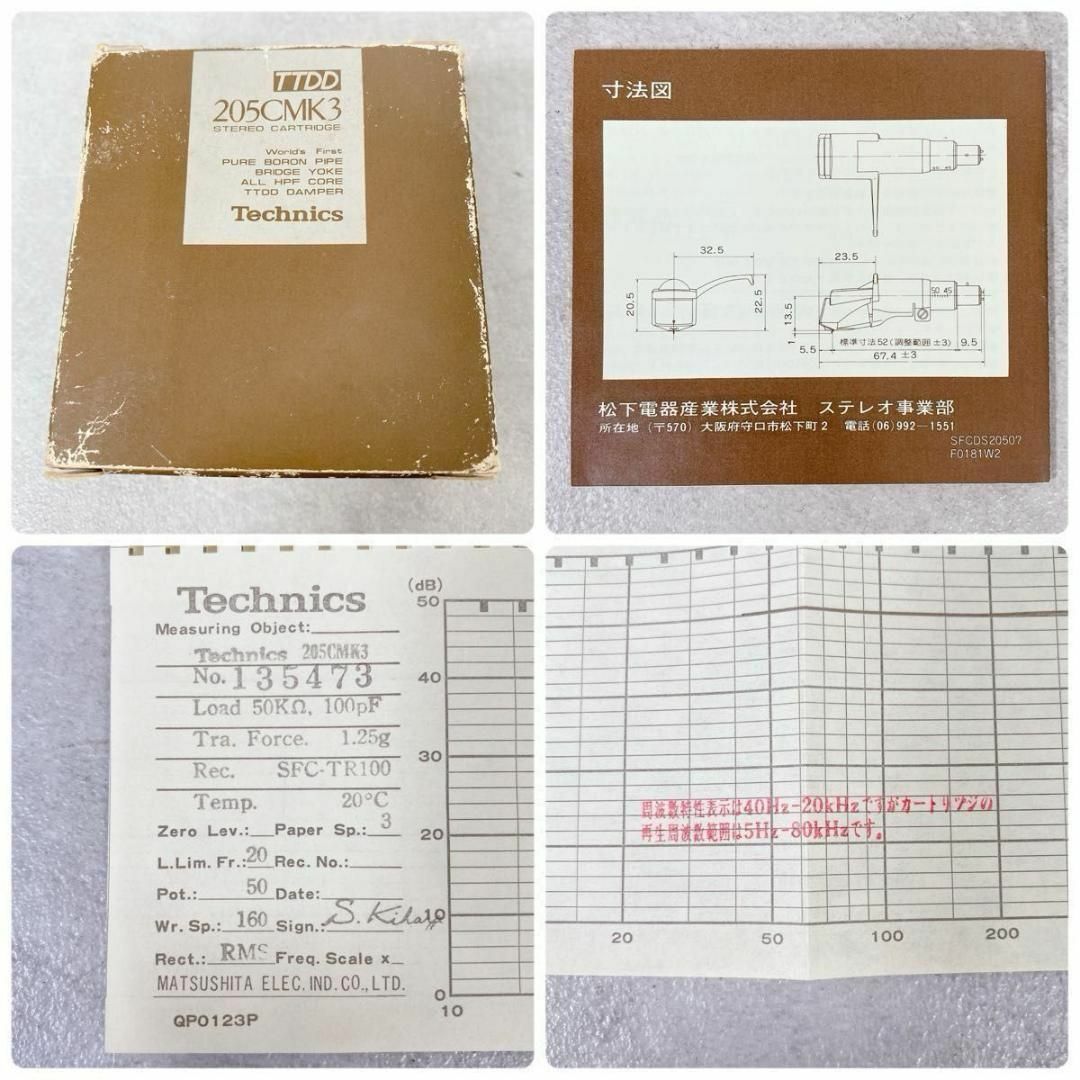 TTDD
205CMK3
STEREO CARTRIDGE
World's First
PURE BORON PIPE
BRIDGE YOKE
ALL HPF CORE
TTDD DAMPER
Technics
寸法図
32.5
20.5
22.5
23.5
50 45
13.5
1
5.5
標準寸法52(調整範囲±3)
9.5
67.4 ±3
松下電器産業株式会社 ステレオ事業部
所在地 (〒570) 大阪府守口市松下町2 電話(06)992-1551
SFCDS20507
F0181W2
Technics
Measuring Object:
Technics 205CMK3
No. 135473
Load 50KΩ, 100pF
Tra. Force. 1.25g
Rec. SFC-TR100
Temp. 20°C
Zero Lev.: Paper Sp.: 3
L.Lim. Fr.: 20 Rec. No.:
Pot.: 50 Date:
Wr. Sp.: 160 Sign.:
Rect.: RMS Freq. Scale x
MATSUSHITA ELEC. IND. CO., LTD.
QP0123P
(dB)
50
40
30
20
10
0
10
周波数特性表示は40Hz-20kHzですがカートリッジの
再生周波数範囲は5Hz-80kHzです。
20 50 100 200